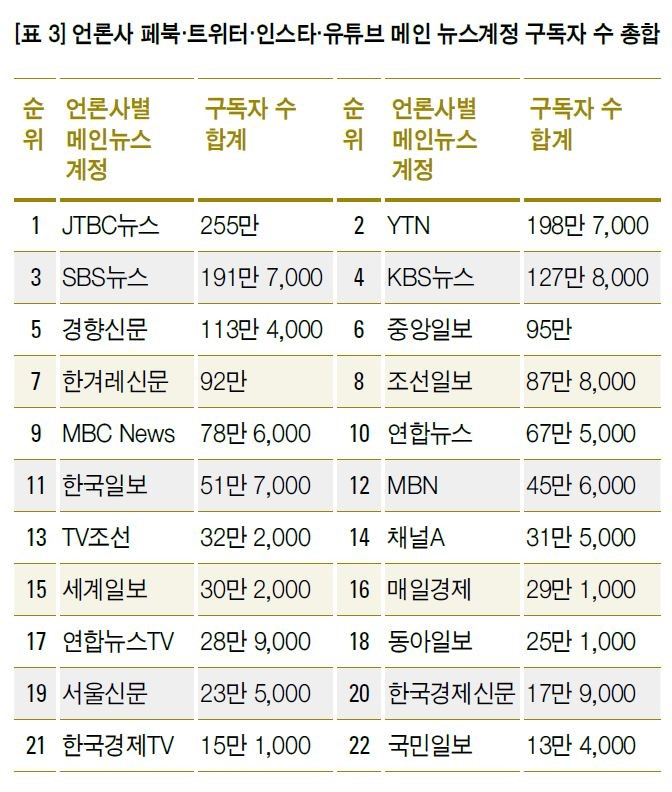 [표 3] 언론사 페북·트위터·인스타·유튜브 메인 뉴스계정 구독자 수 총합
순위 언론사별 메인뉴스 계정 구독자 수 합계 순위 언론사별 메인뉴스 계정 구독자 수 합계
1 JTBC뉴스 255만 2 YTN 198만 7,000
3 SBS뉴스 191만 7,000 4 KBS뉴스 127만 8,000
5 경향신문 113만 4,000 6 중앙일보 95만
7 한겨레신문 92만 8 조선일보 87만 8,000
9 MBC News 78만 6,000 10 연합뉴스 67만 5,000
11 한국일보 51만 7,000 12 MBN 45만 6,000
13 TV조선 32만 2,000 14 채널A 31만 5,000
15 세계일보 30만 2,000 16 매일경제 29만 1,000
17 연합뉴스TV 28만 9,000 18 동아일보 25만 1,000
19 서울신문 23만 5,000 20 한국경제신문 17만 9,000
21 한국경제TV 15만 1,000 22 국민일보 13만 4,000